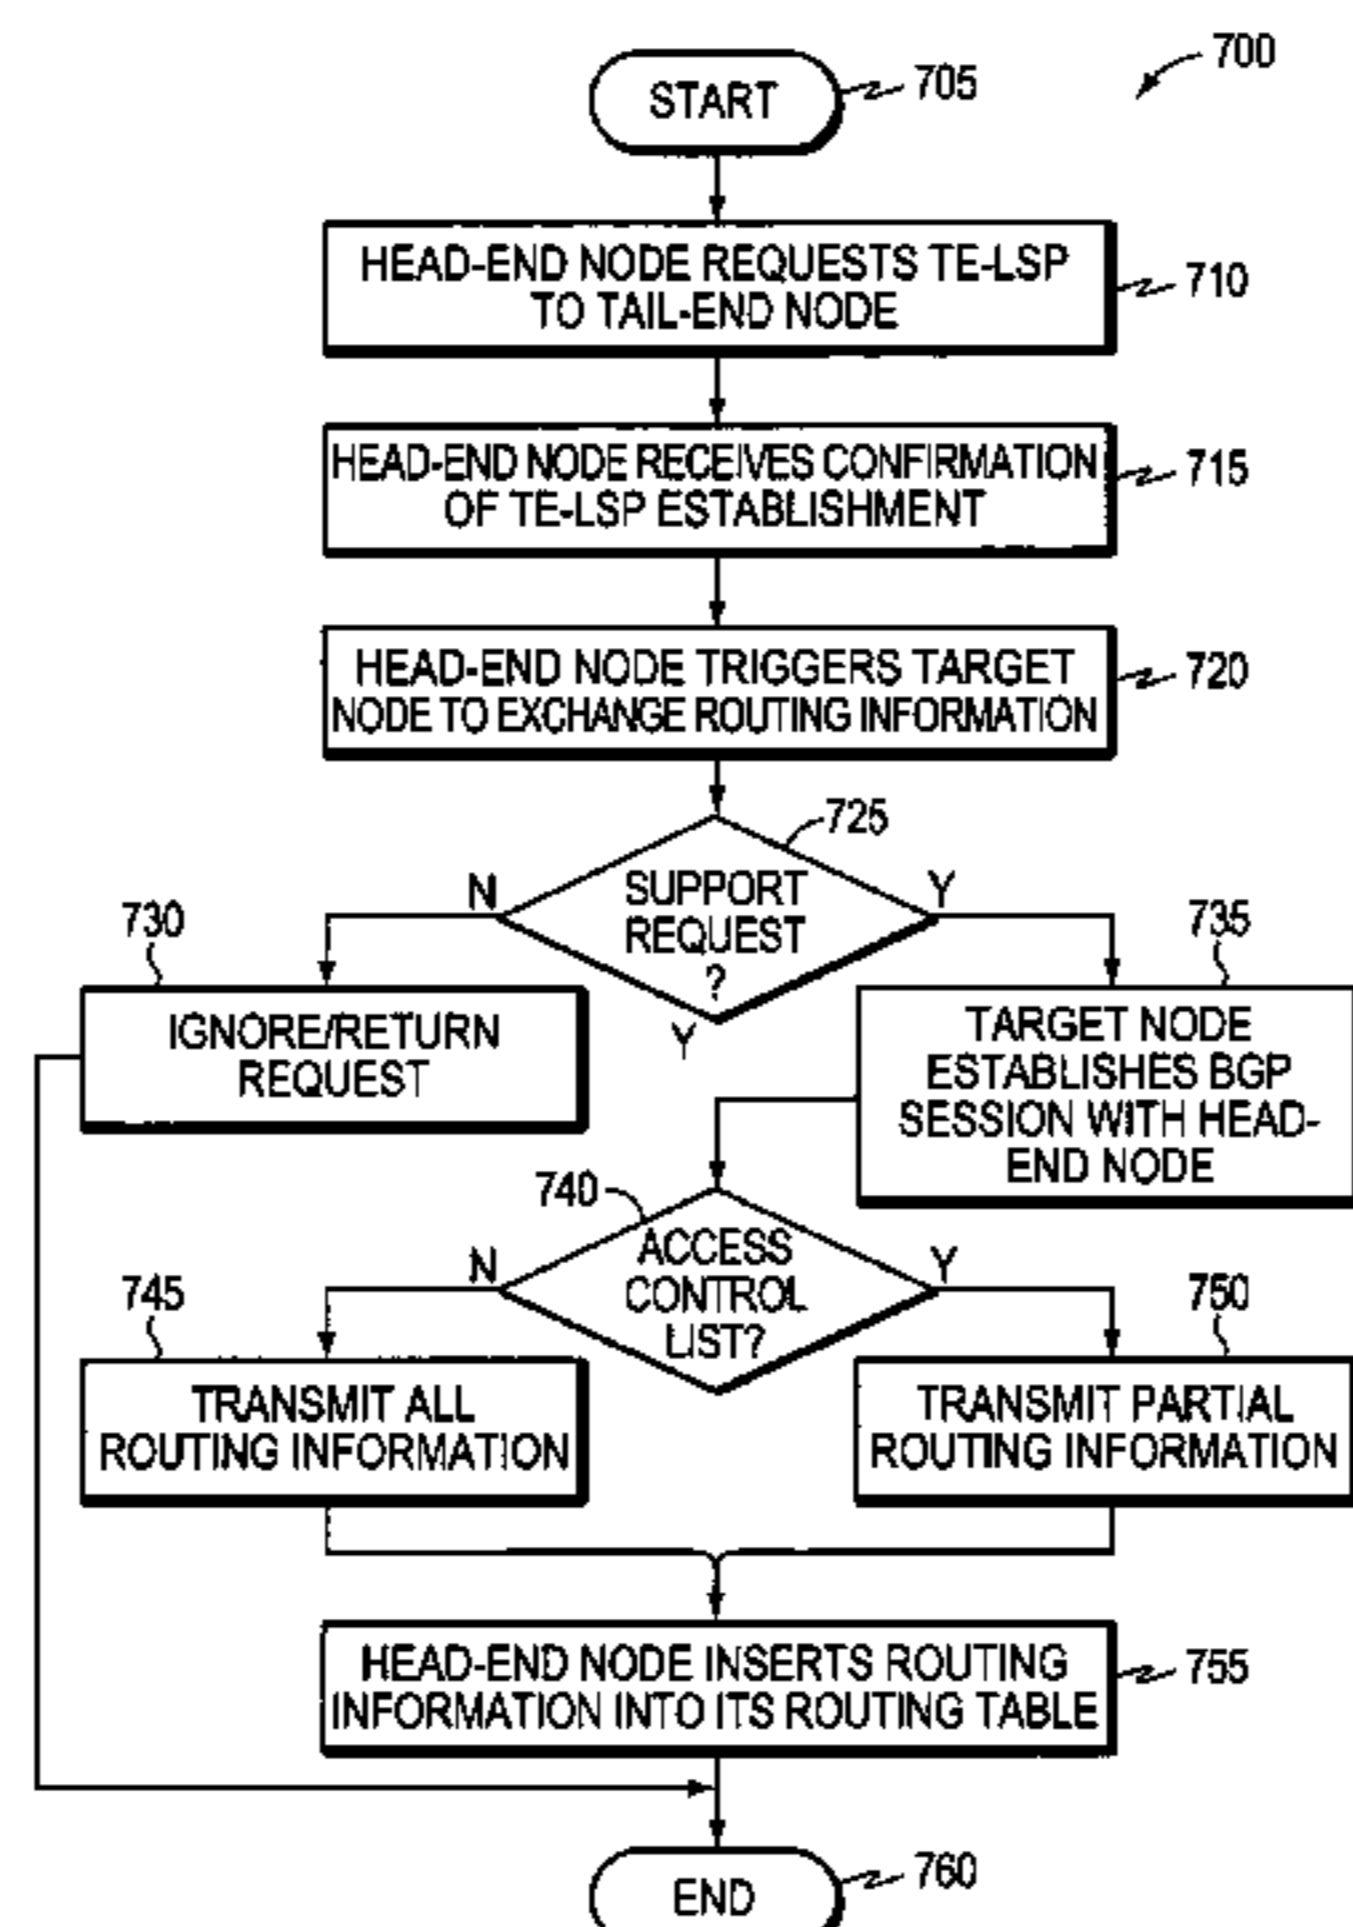 700
START
705
HEAD-END NODE REQUESTS TE-LSP
TO TAIL-END NODE
710
HEAD-END NODE RECEIVES CONFIRMATION
OF TE-LSP ESTABLISHMENT
715
HEAD-END NODE TRIGGERS TARGET
NODE TO EXCHANGE ROUTING INFORMATION
720
725
SUPPORT
REQUEST
?
N
Y
Y
730
IGNORE/RETURN
REQUEST
735
TARGET NODE
ESTABLISHES BGP
SESSION WITH HEAD-
END NODE
740
ACCESS
CONTROL
LIST?
N
Y
745
TRANSMIT ALL
ROUTING INFORMATION
750
TRANSMIT PARTIAL
ROUTING INFORMATION
HEAD-END NODE INSERTS ROUTING
INFORMATION INTO ITS ROUTING TABLE
755
END
760